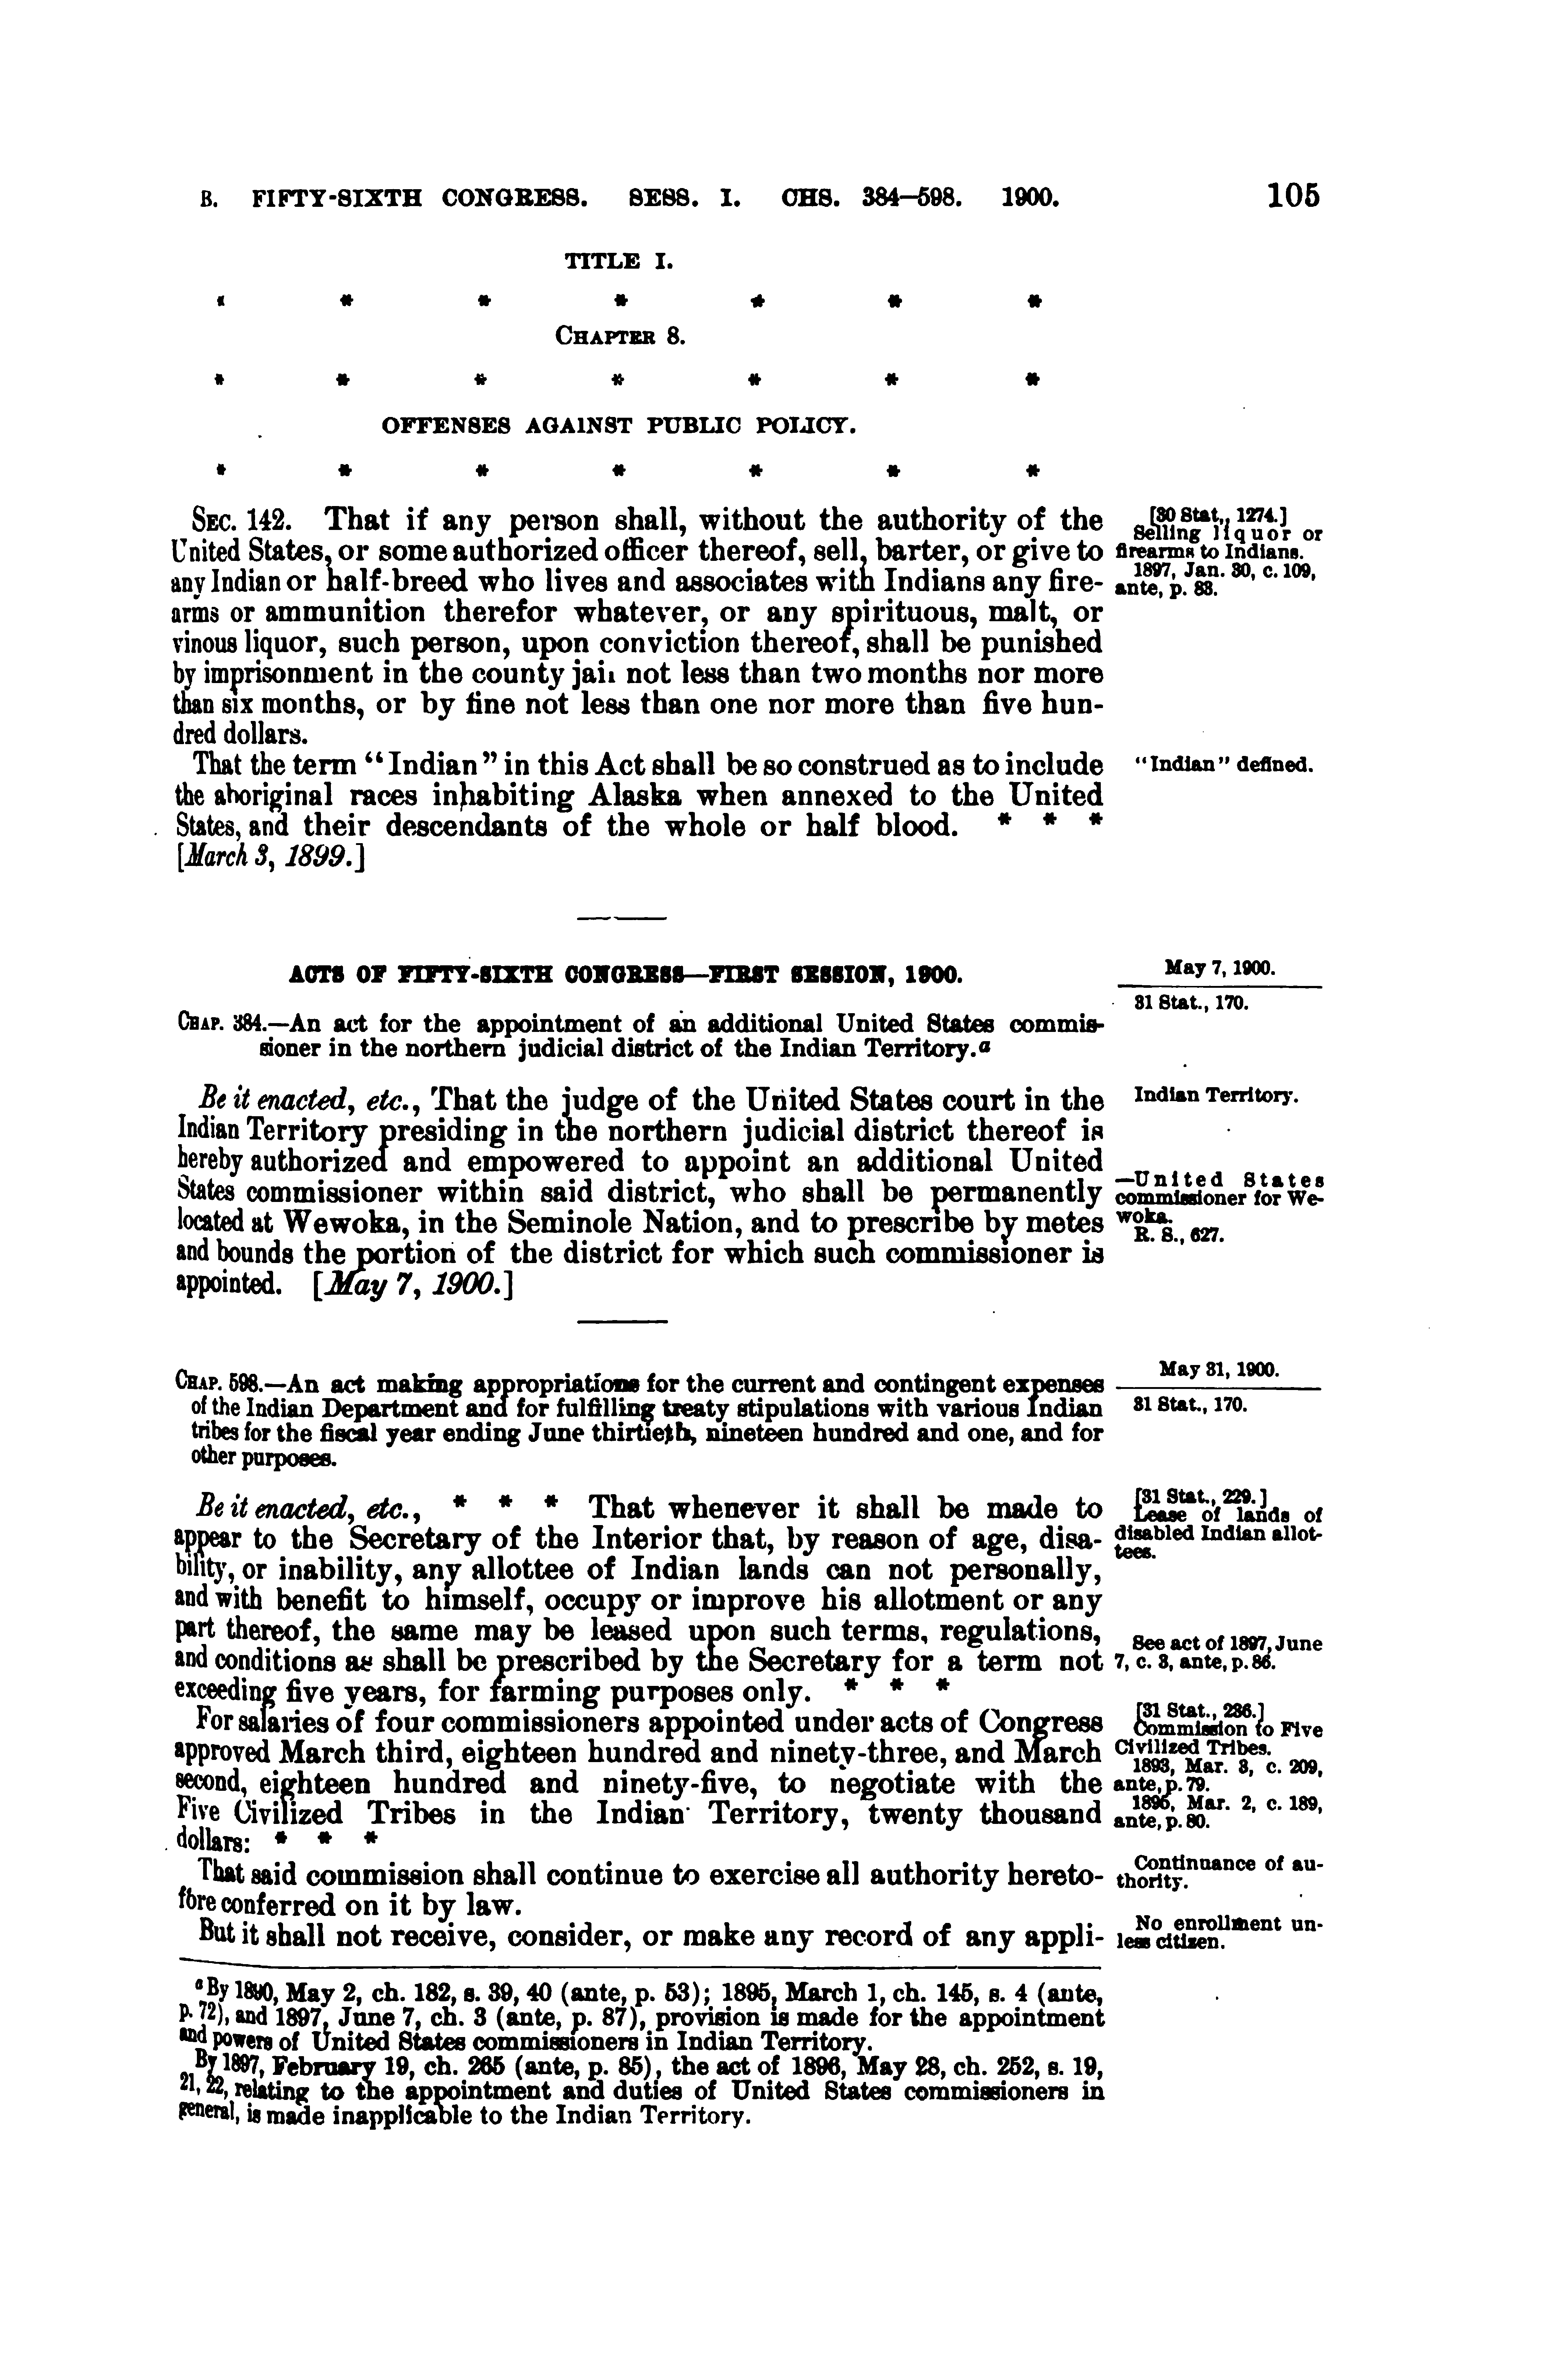 B. FIFTY-SIXTH CONGRESS. SESS. I. CHS. 384—598. 1900. 105
TITLE I.
* * * * * * *
CHAPTER 8.
* * * * * * *
OFFENSES AGAINST PUBLIC POLICY.
* * * * * * *
SEC. 142. That if any person shall, without the authority of the
United States, or some authorized officer thereof, sell, barter, or give to
any Indian or half-breed who lives and associates with Indians any fire-
arms or ammunition therefor whatever, or any spirituous, malt, or
vinous liquor, such person, upon conviction thereof, shall be punished
by imprisonment in the county jail not less than two months nor more
than six months, or by fine not less than one nor more than five hun-
dred dollars.
[30 Stat., 1274.]
Selling liquor or
firearms to Indians.
1897, Jan. 30, c. 109,
ante, p. 83.
That the term "Indian" in this Act shall be so construed as to include
the aboriginal races inhabiting Alaska when annexed to the United
States, and their descendants of the whole or half blood. * * *
[March 3, 1899.]
"Indian" defined.
ACTS OF FIFTY-SIXTH CONGRESS—FIRST SESSION, 1900.
May 7, 1900.
31 Stat., 170.
CHAP. 384.—An act for the appointment of an additional United States commis-
sioner in the northern judicial district of the Indian Territory.a
Be it enacted, etc., That the judge of the United States court in the
Indian Territory presiding in the northern judicial district thereof is
hereby authorized and empowered to appoint an additional United
States commissioner within said district, who shall be permanently
located at Wewoka, in the Seminole Nation, and to prescribe by metes
and bounds the portion of the district for which such commissioner is
appointed. [May 7, 1900.]
Indian Territory.
—United States
commissioner for We-
woka.
R. S., 627.
CHAP. 598.—An act making appropriations for the current and contingent expenses
of the Indian Department and for fulfilling treaty stipulations with various Indian
tribes for the fiscal year ending June thirtieth, nineteen hundred and one, and for
other purposes.
May 31, 1900.
31 Stat., 170.
Be it enacted, etc., * * * That whenever it shall be made to
appear to the Secretary of the Interior that, by reason of age, disa-
bility, or inability, any allottee of Indian lands can not personally,
and with benefit to himself, occupy or improve his allotment or any
part thereof, the same may be leased upon such terms, regulations,
and conditions as shall be prescribed by the Secretary for a term not
exceeding five years, for farming purposes only. * * *
[31 Stat., 229.]
Lease of lands of
disabled Indian allot-
tees.
See act of 1897, June
7, c. 3, ante, p. 86.
For salaries of four commissioners appointed under acts of Congress
approved March third, eighteen hundred and ninety-three, and March
second, eighteen hundred and ninety-five, to negotiate with the
Five Civilized Tribes in the Indian Territory, twenty thousand
dollars: * * *
[31 Stat., 236.]
Commission to Five
Civilized Tribes.
1893, Mar. 3, c. 209,
ante, p. 79.
1895, Mar. 2, c. 189,
ante, p. 80.
That said commission shall continue to exercise all authority hereto-
fore conferred on it by law.
Continuance of au-
thority.
But it shall not receive, consider, or make any record of any appli-
No enrollment un-
less citizen.
a By 1890, May 2, ch. 182, s. 39, 40 (ante, p. 53); 1895, March 1, ch. 145, s. 4 (ante,
p. 72), and 1897, June 7, ch. 3 (ante, p. 87), provision is made for the appointment
and powers of United States commissioners in Indian Territory.
By 1897, February 19, ch. 265 (ante, p. 85), the act of 1896, May 28, ch. 252, s. 19,
21, 22, relating to the appointment and duties of United States commissioners in
general, is made inapplicable to the Indian Territory.